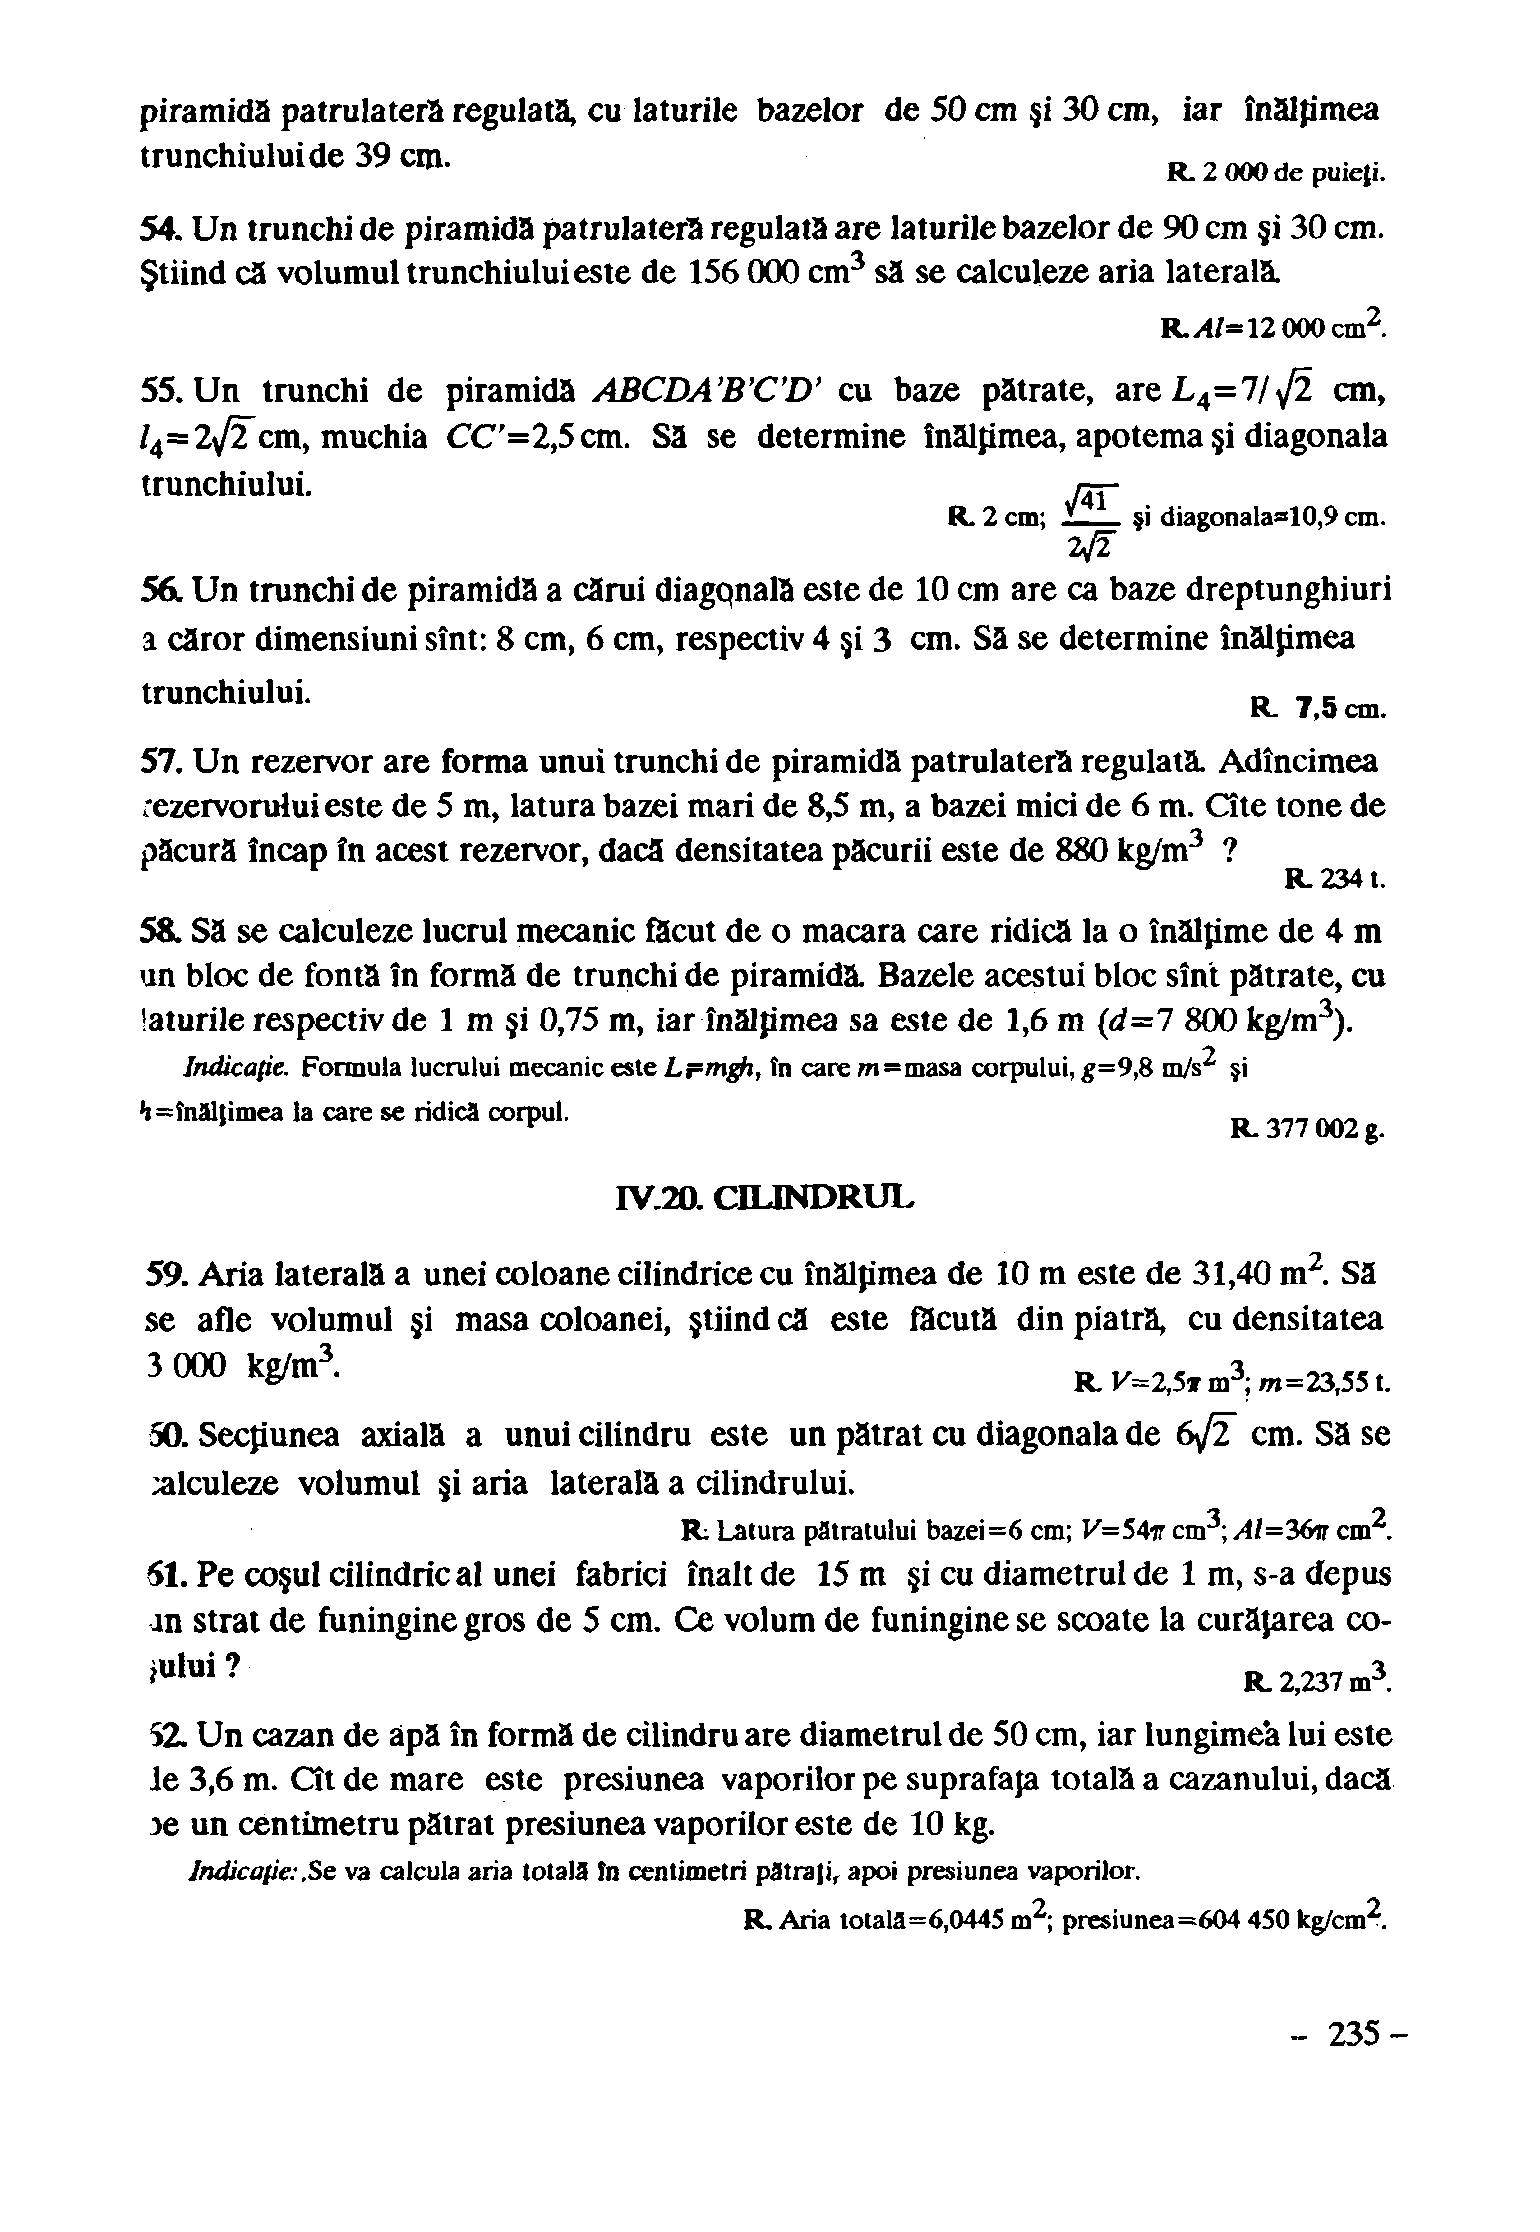 piramidă patrulateră regulată, cu laturile bazelor de 50 cm şi 30 cm, iar înălţimea
trunchiului de 39 cm.
R. 2 000 de puieţi.
54. Un trunchi de piramidă patrulateră regulată are laturile bazelor de 90 cm şi 30 cm.
Ştiind că volumul trunchiului este de 156 000 cm³ să se calculeze aria laterală.
R. Al=12 000 cm².
55. Un trunchi de piramidă ABCDA'B'C'D' cu baze pătrate, are L₄=7/√2 cm,
l₄=2√2 cm, muchia CC'=2,5 cm. Să se determine înălţimea, apotema şi diagonala
trunchiului.
R. 2 cm; √41/2√2 şi diagonala=10,9 cm.
56. Un trunchi de piramidă a cărui diagonală este de 10 cm are ca baze dreptunghiuri
a căror dimensiuni sînt: 8 cm, 6 cm, respectiv 4 şi 3 cm. Să se determine înălţimea
trunchiului.
R. 7,5 cm.
57. Un rezervor are forma unui trunchi de piramidă patrulateră regulată. Adîncimea
rezervorului este de 5 m, latura bazei mari de 8,5 m, a bazei mici de 6 m. Cîte tone de
păcură încap în acest rezervor, dacă densitatea păcurii este de 880 kg/m³ ?
R. 234 t.
58. Să se calculeze lucrul mecanic făcut de o macara care ridică la o înălţime de 4 m
un bloc de fontă în formă de trunchi de piramidă. Bazele acestui bloc sînt pătrate, cu
laturile respectiv de 1 m şi 0,75 m, iar înălţimea sa este de 1,6 m (d=7 800 kg/m³).
Indicaţie. Formula lucrului mecanic este L=mgh, în care m=masa corpului, g=9,8 m/s² şi
h=înălţimea la care se ridică corpul.
R. 377 002 g.
IV.20. CILINDRUL
59. Aria laterală a unei coloane cilindrice cu înălţimea de 10 m este de 31,40 m². Să
se afle volumul şi masa coloanei, ştiind că este făcută din piatră, cu densitatea
3 000 kg/m³.
R. V=2,5π m³; m=23,55 t.
60. Secţiunea axială a unui cilindru este un pătrat cu diagonala de 6√2 cm. Să se
calculeze volumul şi aria laterală a cilindrului.
R: Latura pătratului bazei=6 cm; V=54π cm³; Al=36π cm².
61. Pe coşul cilindric al unei fabrici înalt de 15 m şi cu diametrul de 1 m, s-a depus
un strat de funingine gros de 5 cm. Ce volum de funingine se scoate la curăţarea co-
şului ?
R. 2,237 m³.
62. Un cazan de apă în formă de cilindru are diametrul de 50 cm, iar lungimea lui este
de 3,6 m. Cît de mare este presiunea vaporilor pe suprafaţa totală a cazanului, dacă
pe un centimetru pătrat presiunea vaporilor este de 10 kg.
Indicaţie: .Se va calcula aria totală în centimetri pătraţi, apoi presiunea vaporilor.
R. Aria totală=6,0445 m²; presiunea=604 450 kg/cm².
- 235 -